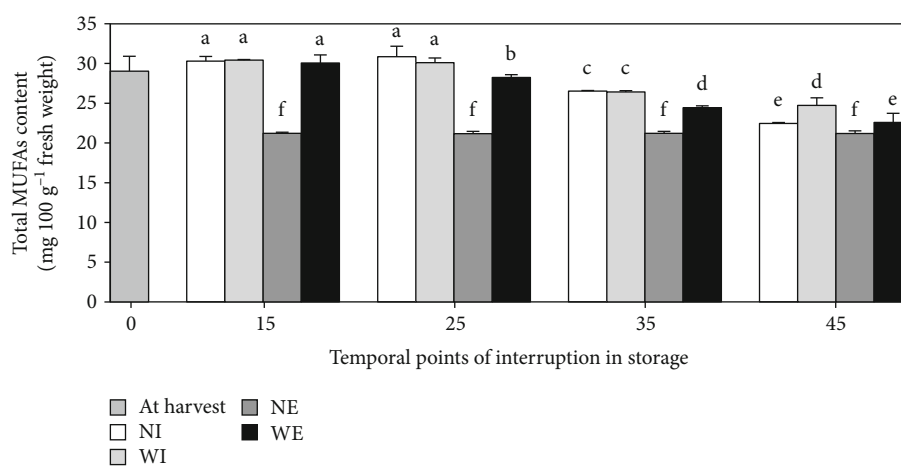 Total MUFAs content
(mg 100 g⁻¹ fresh weight)
35
30
25
20
15
10
5
0
a a f a
a a f b
c c f d
e d f e
0 15 25 35 45
Temporal points of interruption in storage
At harvest NE
NI WE
WI